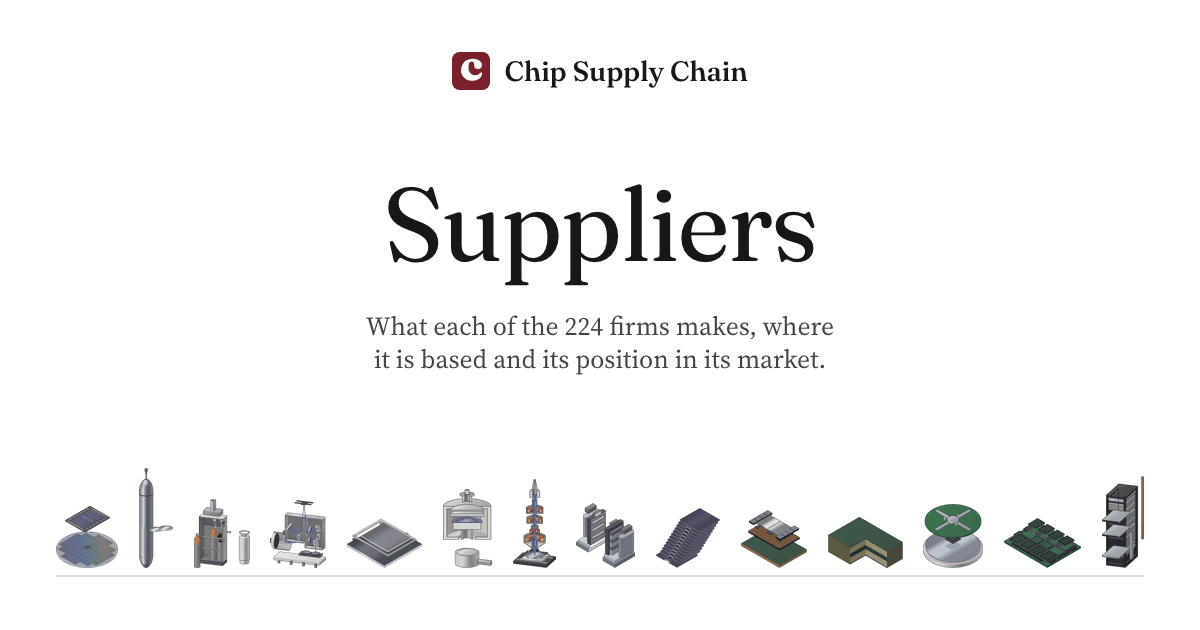 C Chip Supply Chain
Suppliers
What each of the 224 firms makes, where
it is based and its position in its market.